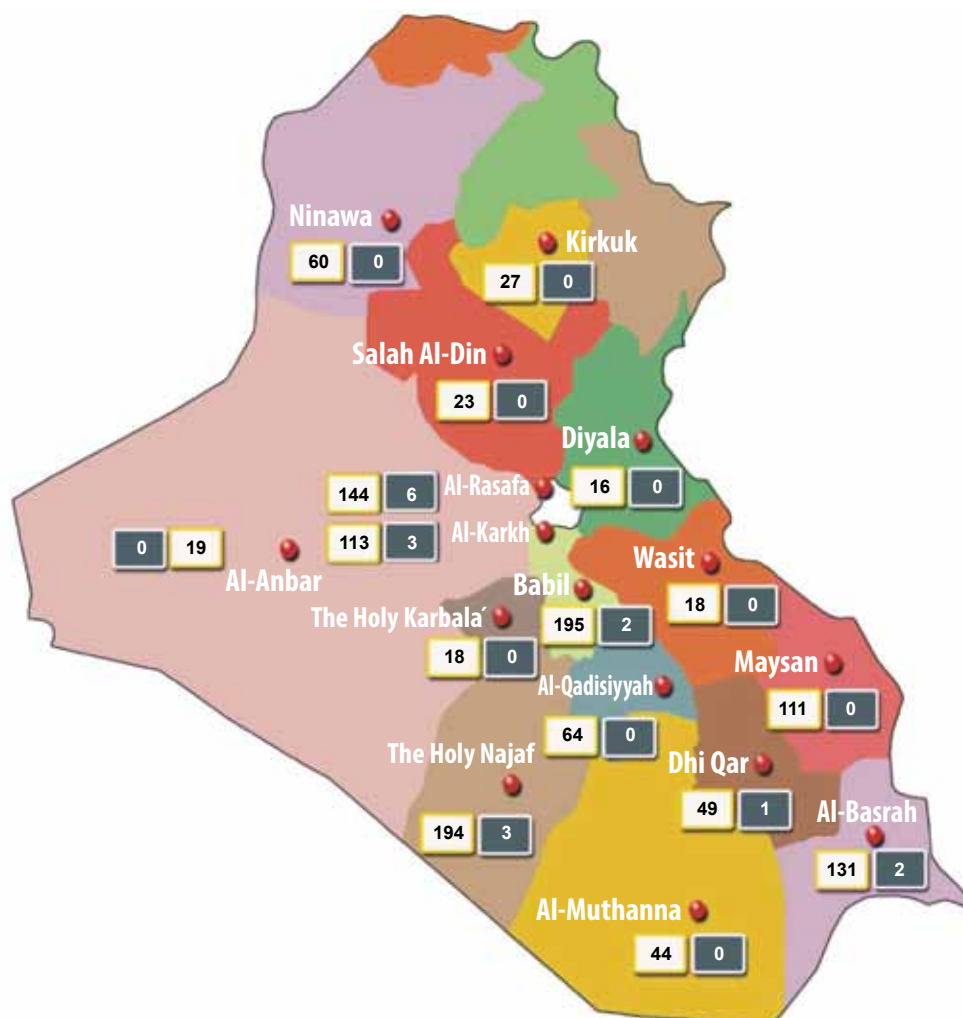 Ninawa
60 0
Kirkuk
27 0
Salah Al-Din
23 0
Diyala
16 0
144 6 Al-Rasafa
113 3 Al-Karkh
0 19
Al-Anbar
Wasit
18 0
Babil
195 2
The Holy Karbala´
18 0
Maysan
111 0
Al-Qadisiyyah
64 0
The Holy Najaf
194 3
Dhi Qar
49 1
Al-Basrah
131 2
Al-Muthanna
44 0